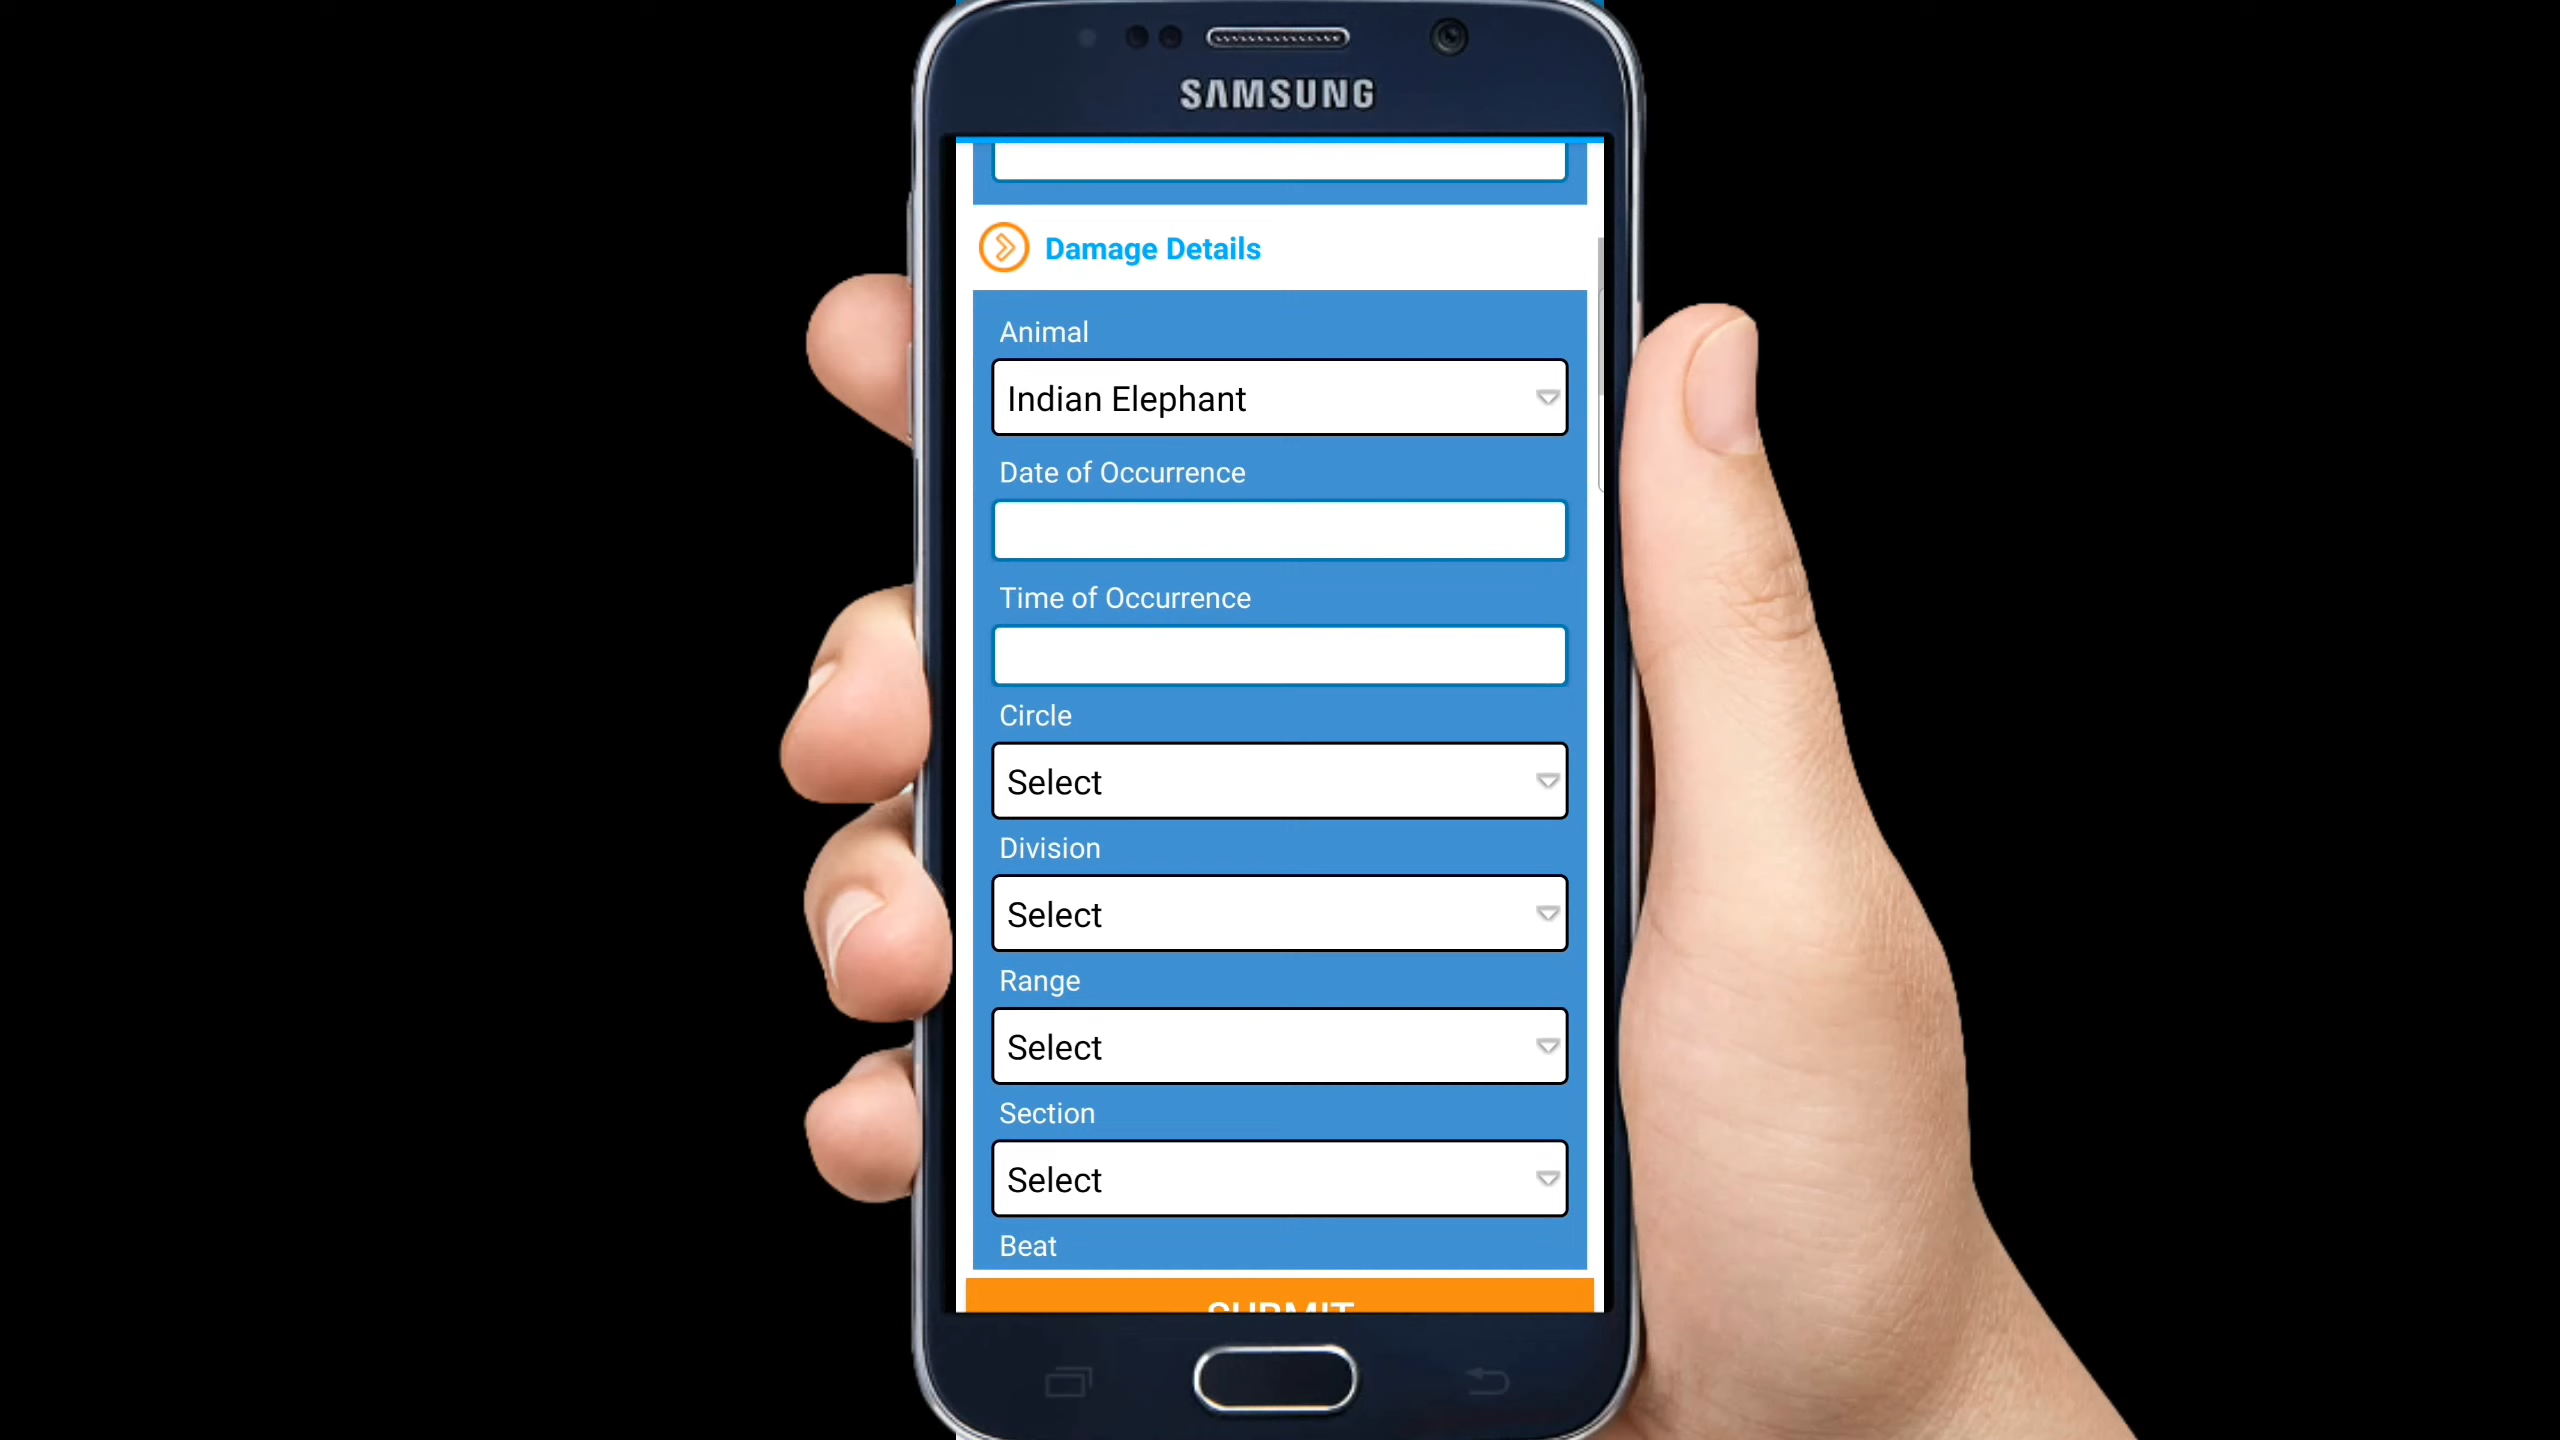 SAMSUNG
Damage Details
Animal
Indian Elephant
Date of Occurrence
Time of Occurrence
Circle
Select
Division
Select
Range
Select
Section
Select
Beat
SUBMIT